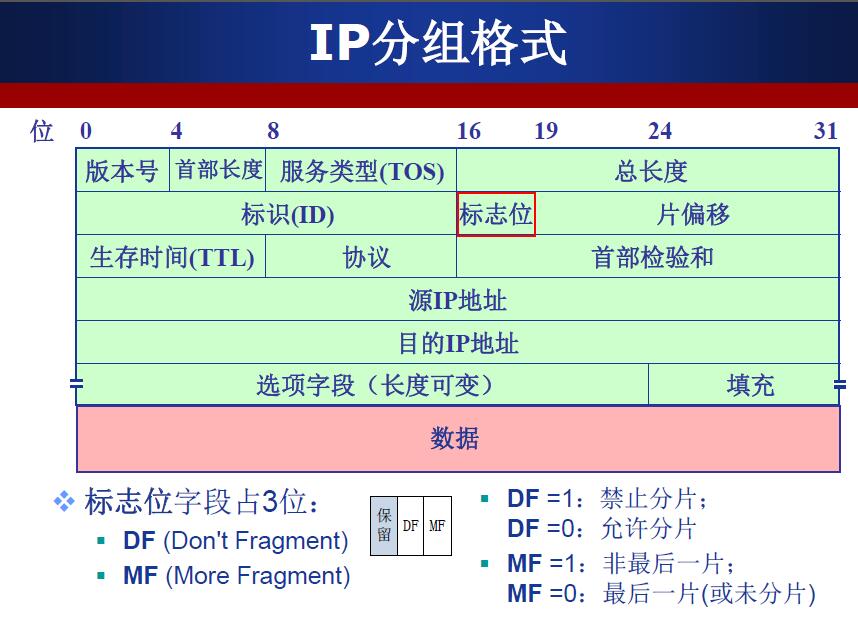 IP分组格式
位 0 4 8 16 19 24 31
版本号 首部长度 服务类型(TOS) 总长度
标识(ID) 标志位 片偏移
生存时间(TTL) 协议 首部检验和
源IP地址
目的IP地址
选项字段（长度可变） 填充
数据
标志位字段占3位：
DF (Don't Fragment)
MF (More Fragment)
保留 DF MF
DF =1：禁止分片；
DF =0：允许分片
MF =1：非最后一片；
MF =0：最后一片(或未分片)